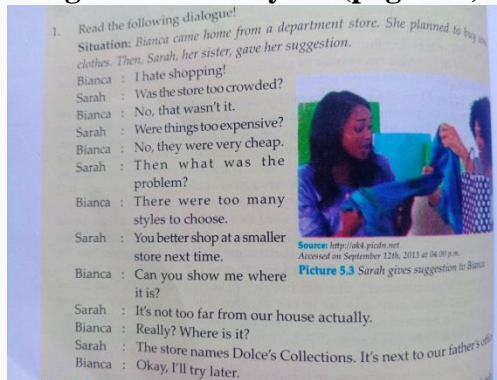 1. Read the following dialogue!
Situation: Bianca came home from a department store. She planned to buy
clothes. Then, Sarah, her sister, gave her suggestion.
Bianca : I hate shopping!
Sarah : Was the store too crowded?
Bianca : No, that wasn't it.
Sarah : Were things too expensive?
Bianca : No, they were very cheap.
Sarah : Then what was the
problem?
Bianca : There were too many
styles to choose.
Sarah : You better shop at a smaller
store next time.
Bianca : Can you show me where
it is?
Sarah : It's not too far from our house actually.
Bianca : Really? Where is it?
Sarah : The store names Dolce's Collections. It's next to our father's
Bianca : Okay, I'll try later.
Source: http://ak4.picdn.net
Accessed on September 12th, 2013 at 04.00 p.m.
Picture 5.3 Sarah gives suggestion to Bianca